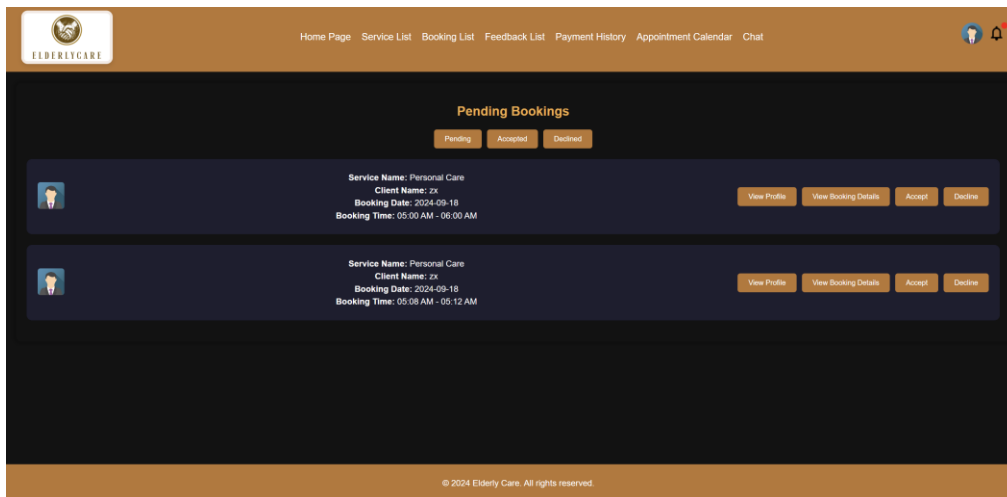 ELDERLYCARE
Home Page Service List Booking List Feedback List Payment History Appointment Calendar Chat
Pending Bookings
Pending Accepted Declined
Service Name: Personal Care
Client Name: zx
Booking Date: 2024-09-18
Booking Time: 05:00 AM - 06:00 AM
View Profile View Booking Details Accept Decline
Service Name: Personal Care
Client Name: zx
Booking Date: 2024-09-18
Booking Time: 05:08 AM - 05:12 AM
View Profile View Booking Details Accept Decline
© 2024 Elderly Care. All rights reserved.